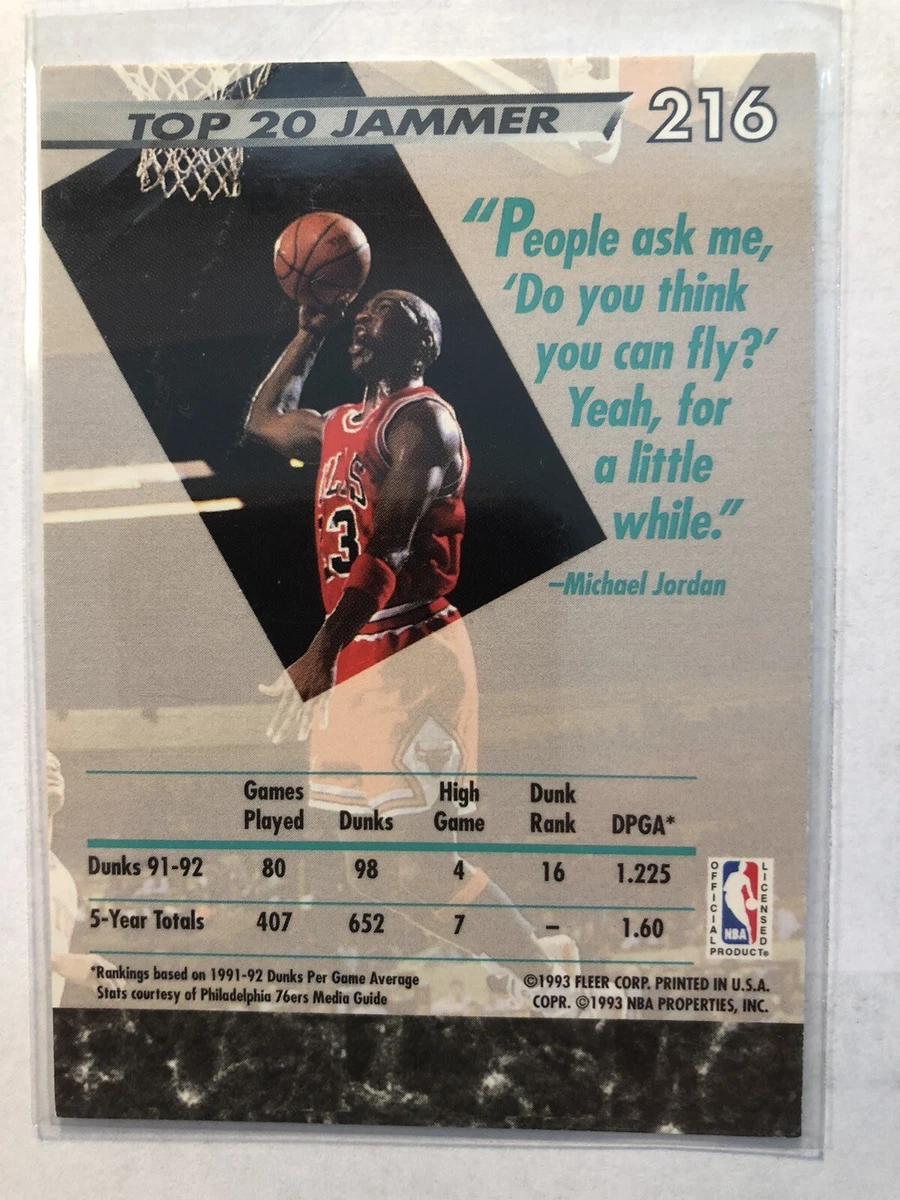 TOP 20 JAMMER 216
“People ask me,
‘Do you think
you can fly?’
Yeah, for
a little
while.”
–Michael Jordan
Games Played Dunks High Game Dunk Rank DPGA*
Dunks 91-92 80 98 4 16 1.225
5-Year Totals 407 652 7 – 1.60
OFFICIAL LICENSED
NBA
PRODUCT®
*Rankings based on 1991-92 Dunks Per Game Average
Stats courtesy of Philadelphia 76ers Media Guide
©1993 FLEER CORP. PRINTED IN U.S.A.
COPR. ©1993 NBA PROPERTIES, INC.